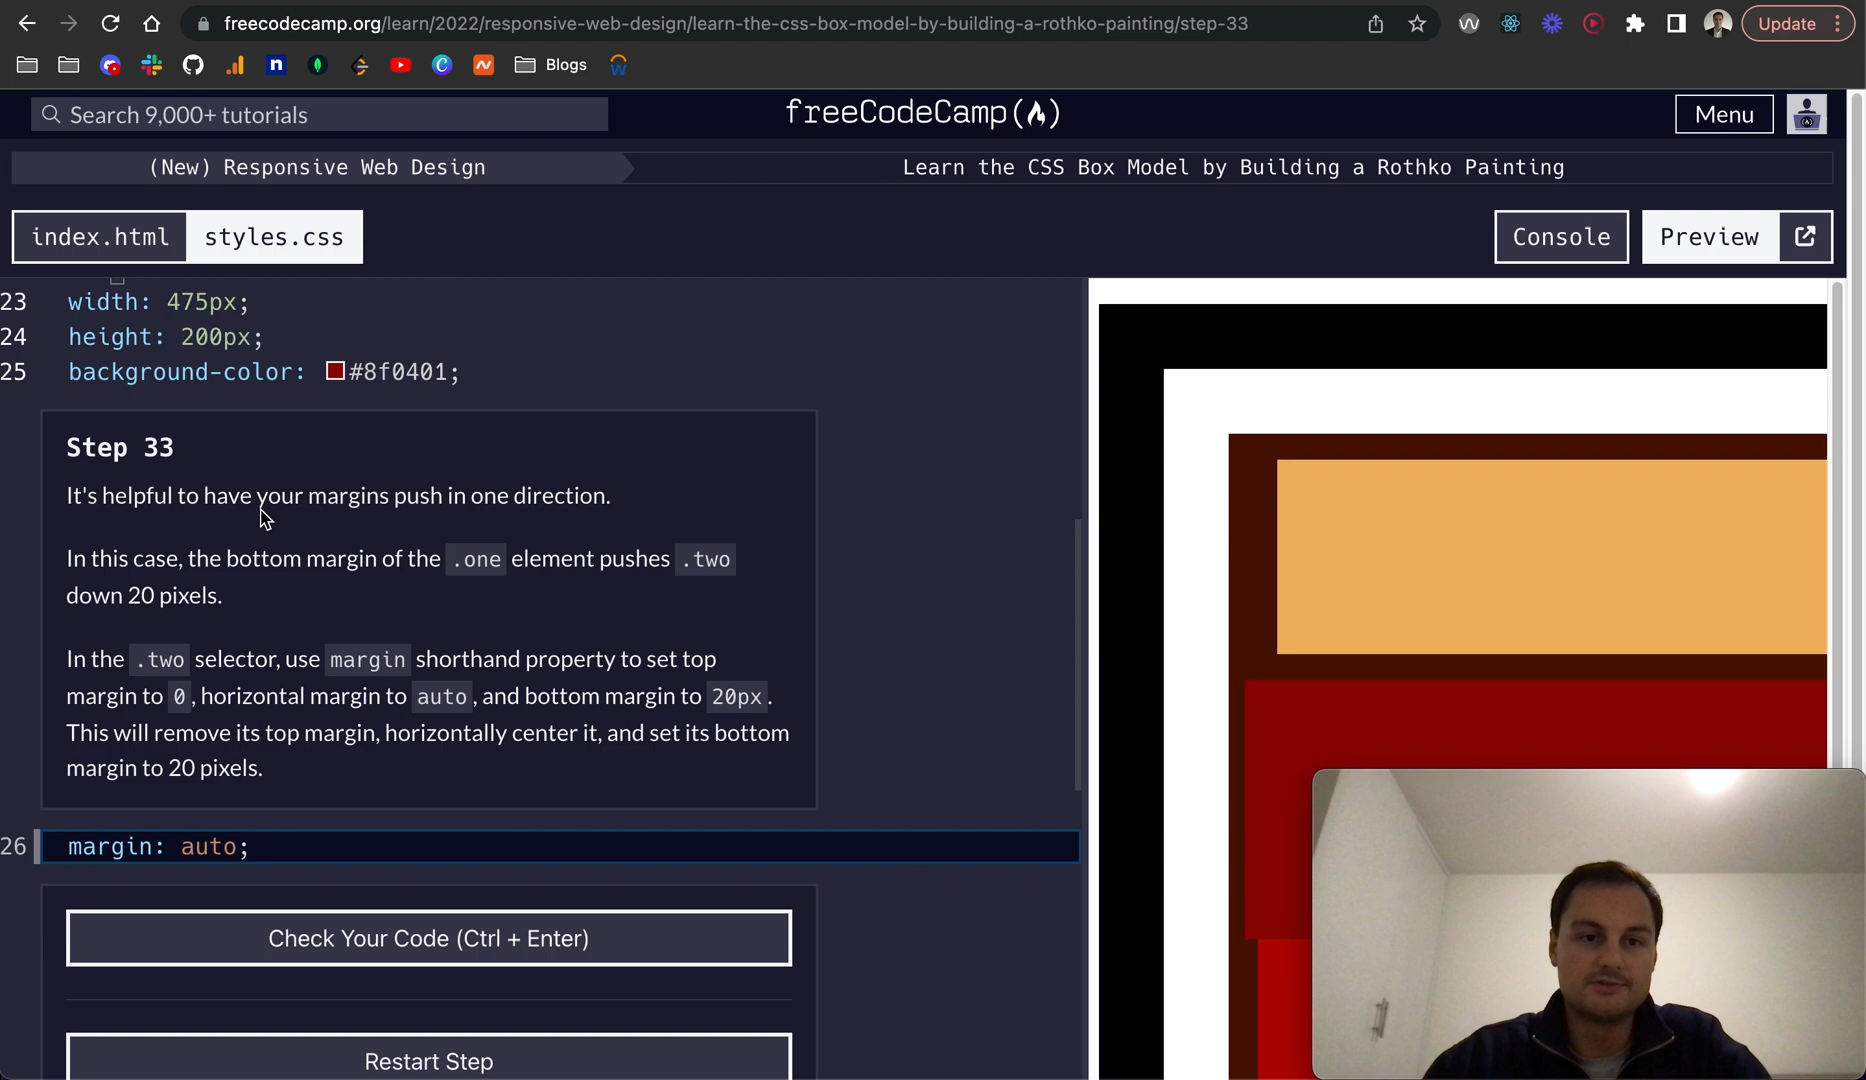 freecodecamp.org/learn/2022/responsive-web-design/learn-the-css-box-model-by-building-a-rothko-painting/step-33
Update
Blogs
Search 9,000+ tutorials
freeCodeCamp
Menu
(New) Responsive Web Design
Learn the CSS Box Model by Building a Rothko Painting
index.html
styles.css
Console
Preview
23 width: 475px;
24 height: 200px;
25 background-color: #8f0401;
Step 33
It's helpful to have your margins push in one direction.
In this case, the bottom margin of the .one element pushes .two
down 20 pixels.
In the .two selector, use margin shorthand property to set top
margin to 0, horizontal margin to auto, and bottom margin to 20px.
This will remove its top margin, horizontally center it, and set its bottom
margin to 20 pixels.
26 margin: auto;
Check Your Code (Ctrl + Enter)
Restart Step